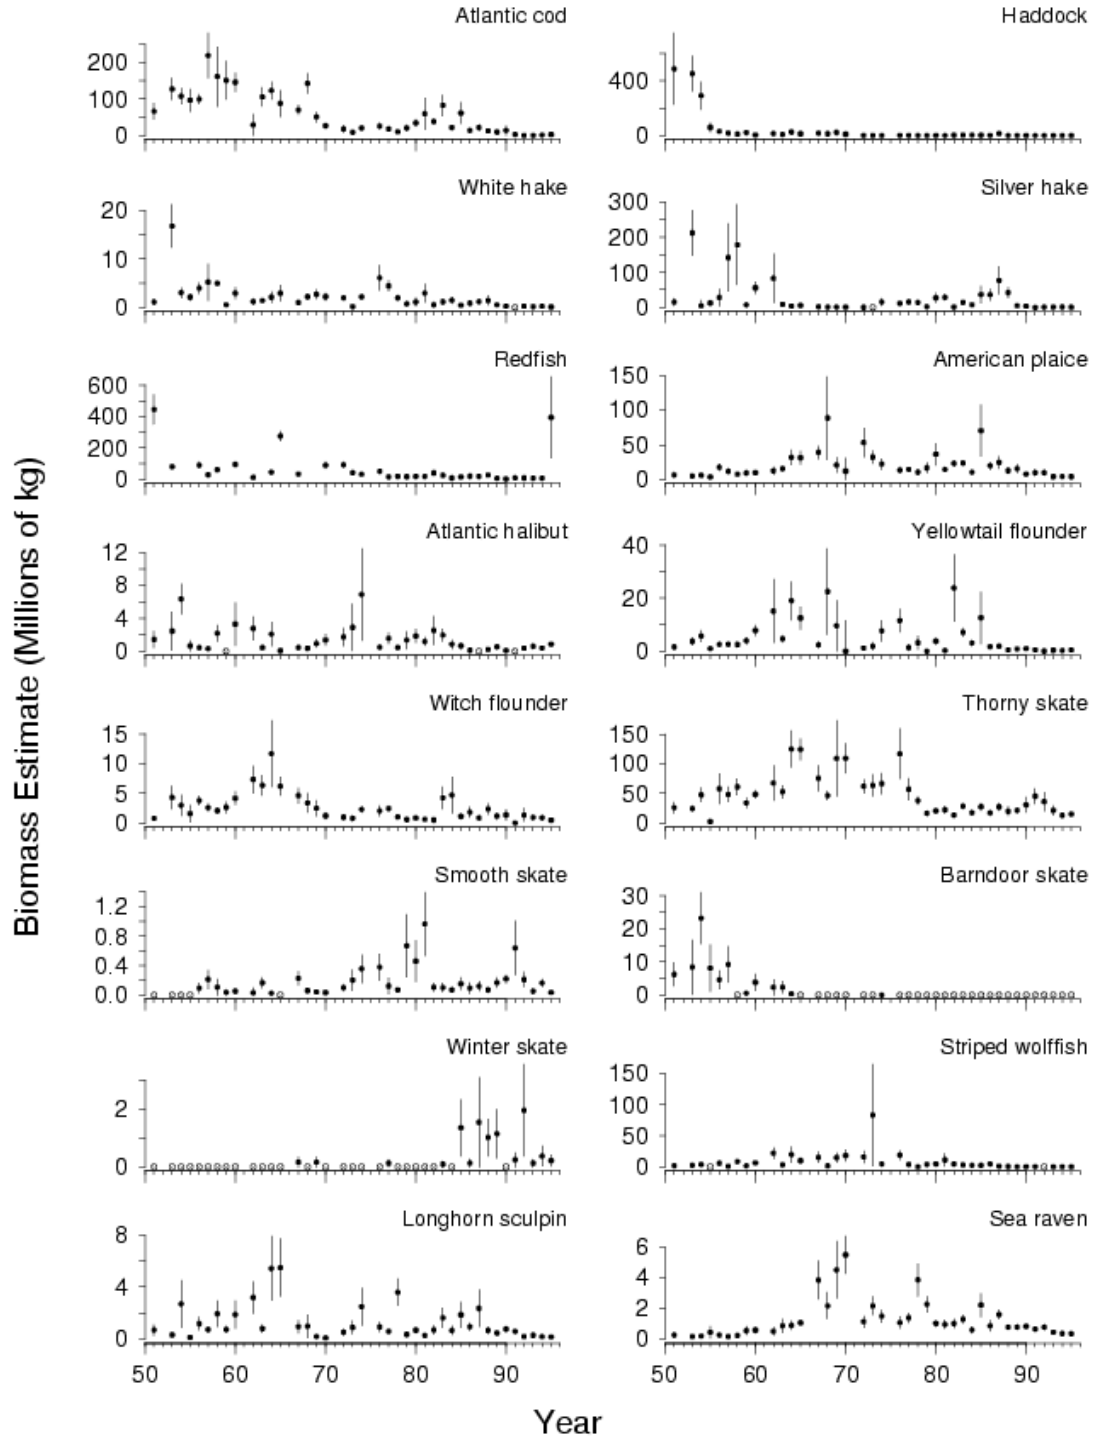 Atlantic cod
Haddock
200
100
0
400
0
White hake
Silver hake
20
10
0
300
200
100
0
Redfish
American plaice
600
400
200
0
150
100
50
0
Atlantic halibut
Yellowtail flounder
12
8
4
0
40
20
0
Witch flounder
Thorny skate
15
10
5
0
150
100
50
0
Smooth skate
Barndoor skate
1.2
0.8
0.4
0.0
30
20
10
0
Winter skate
Striped wolffish
2
0
150
100
50
0
Longhorn sculpin
Sea raven
8
4
0
6
4
2
0
50 60 70 80 90
50 60 70 80 90
Year
Biomass Estimate (Millions of kg)